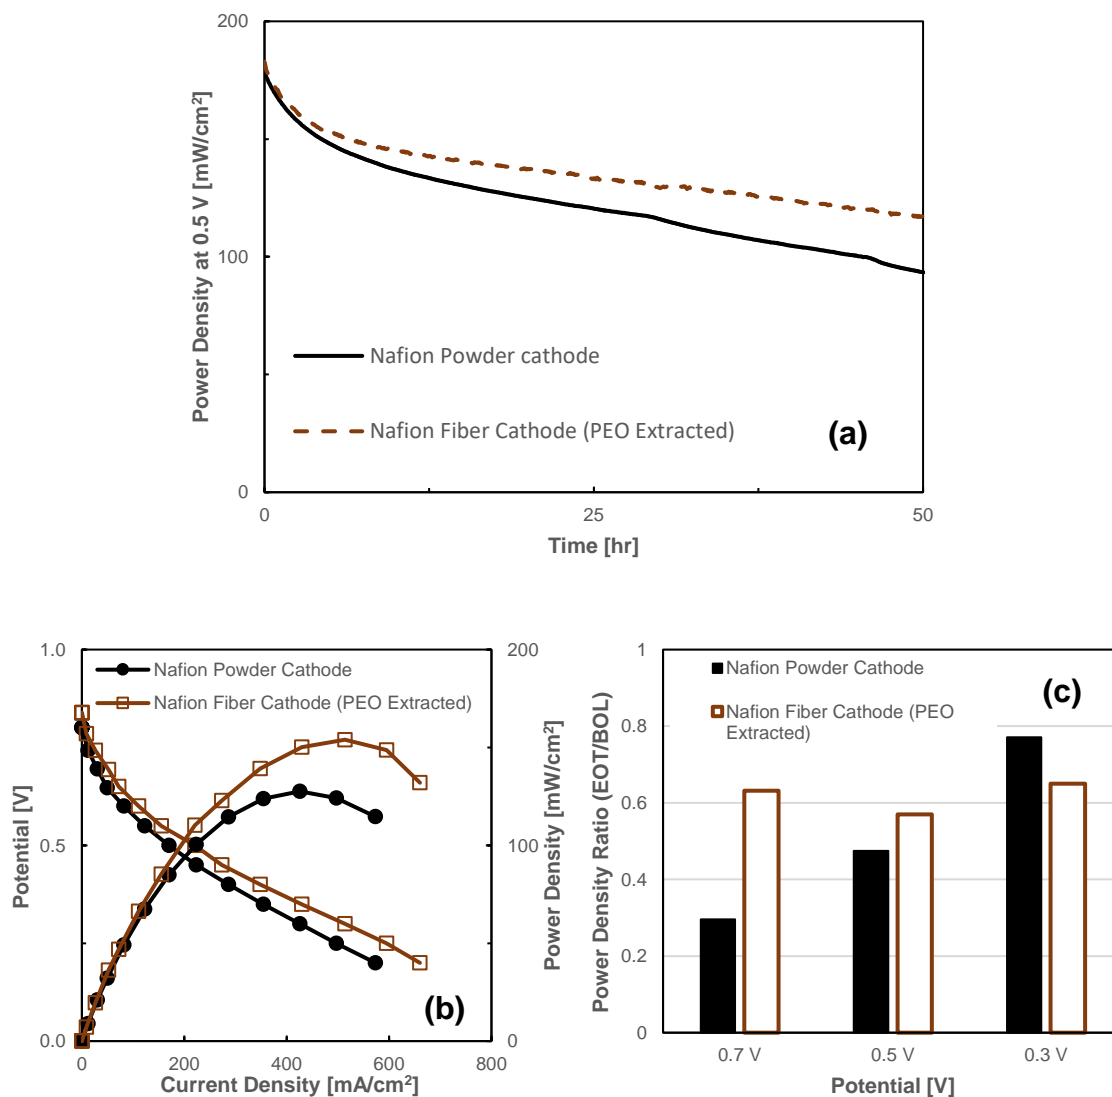 200
100
0
Power Density at 0.5 V [mW/cm²]
Nafion Powder cathode
Nafion Fiber Cathode (PEO Extracted)
(a)
0
25
50
Time [hr]
1.0
0.5
0.0
Potential [V]
Nafion Powder Cathode
Nafion Fiber Cathode (PEO Extracted)
200
100
0
Power Density [mW/cm²]
(b)
0
200
400
600
800
Current Density [mA/cm²]
1
0.8
0.6
0.4
0.2
0
Power Density Ratio (EOT/BOL)
Nafion Powder Cathode
Nafion Fiber Cathode (PEO
Extracted)
(c)
0.7 V
0.5 V
0.3 V
Potential [V]